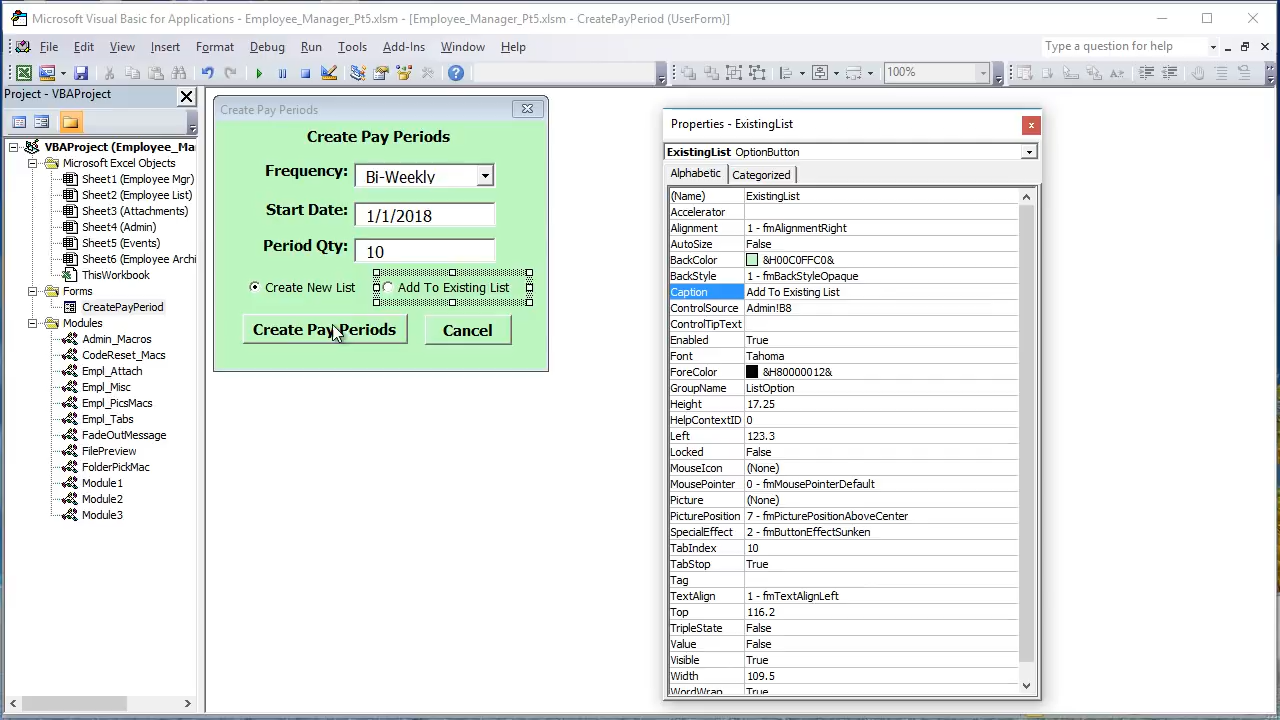 Microsoft Visual Basic for Applications - Employee_Manager_Pt5.xlsm - [Employee_Manager_Pt5.xlsm - CreatePayPeriod (UserForm)]
File Edit View Insert Format Debug Run Tools Add-Ins Window Help
Type a question for help
100%
Project - VBAProject
VBAProject (Employee_Ma
Microsoft Excel Objects
Sheet1 (Employee Mgr)
Sheet2 (Employee List)
Sheet3 (Attachments)
Sheet4 (Admin)
Sheet5 (Events)
Sheet6 (Employee Archi
ThisWorkbook
Forms
CreatePayPeriod
Modules
Admin_Macros
CodeReset_Macs
Empl_Attach
Empl_Misc
Empl_PicsMacs
Empl_Tabs
FadeOutMessage
FilePreview
FolderPickMac
Module1
Module2
Module3
Create Pay Periods
Create Pay Periods
Frequency: Bi-Weekly
Start Date: 1/1/2018
Period Qty: 10
Create New List Add To Existing List
Create Pay Periods Cancel
Properties - ExistingList
ExistingList OptionButton
Alphabetic Categorized
(Name) ExistingList
Accelerator
Alignment 1 - fmAlignmentRight
AutoSize False
BackColor &H00C0FFC0&
BackStyle 1 - fmBackStyleOpaque
Caption Add To Existing List
ControlSource Admin!B8
ControlTipText
Enabled True
Font Tahoma
ForeColor &H80000012&
GroupName ListOption
Height 17.25
HelpContextID 0
Left 123.3
Locked False
MouseIcon (None)
MousePointer 0 - fmMousePointerDefault
Picture (None)
PicturePosition 7 - fmPicturePositionAboveCenter
SpecialEffect 2 - fmButtonEffectSunken
TabIndex 10
TabStop True
Tag
TextAlign 1 - fmTextAlignLeft
Top 116.2
TripleState False
Value False
Visible True
Width 109.5
WordWrap True